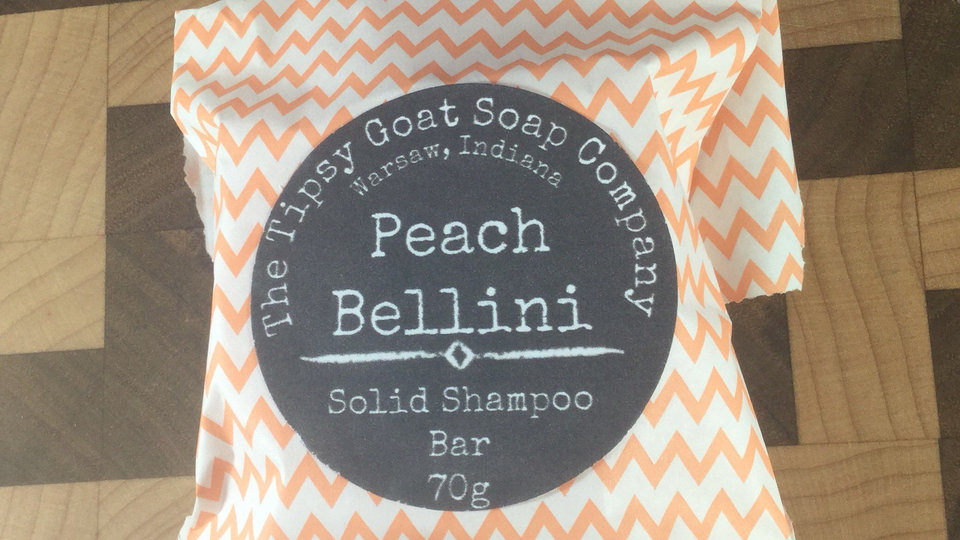 The Tipsy Goat Soap Company
Warsaw, Indiana
Peach
Bellini
Solid Shampoo
Bar
70g